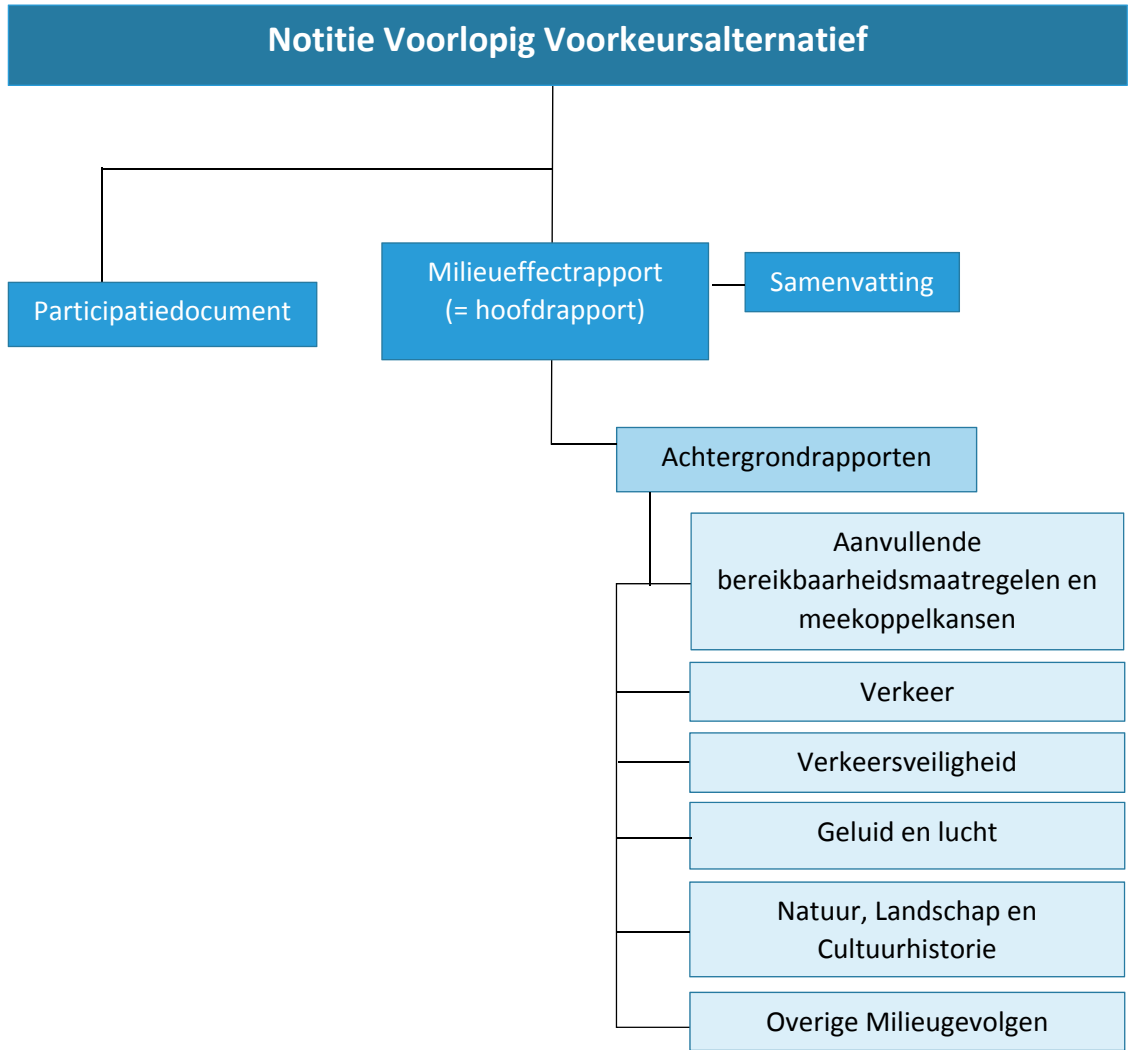 Notitie Voorlopig Voorkeursalternatief
Participatiedocument
Milieueffectrapport
(= hoofdrapport)
Samenvatting
Achtergrondrapporten
Aanvullende
bereikbaarheidsmaatregelen en
meekoppelkansen
Verkeer
Verkeersveiligheid
Geluid en lucht
Natuur, Landschap en
Cultuurhistorie
Overige Milieugevolgen